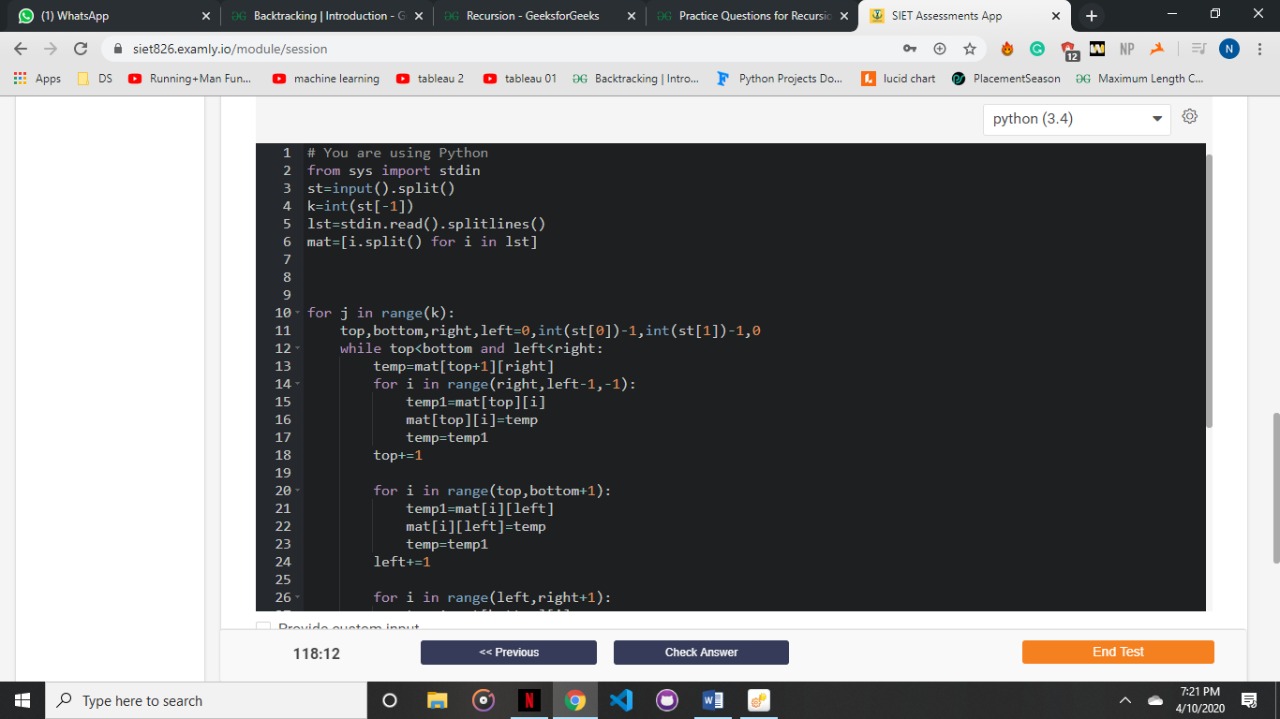 (1) WhatsApp
Backtracking | Introduction - G
Recursion - GeeksforGeeks
Practice Questions for Recursio
SIET Assessments App
siet826.examly.io/module/session
12
NP
N
Apps
DS
Running+Man Fun...
machine learning
tableau 2
tableau 01
Backtracking | Intro...
Python Projects Do...
lucid chart
PlacementSeason
Maximum Length C...
python (3.4)
1 # You are using Python
2 from sys import stdin
3 st=input().split()
4 k=int(st[-1])
5 lst=stdin.read().splitlines()
6 mat=[i.split() for i in lst]
7
8
9
10 for j in range(k):
11 top,bottom,right,left=0,int(st[0])-1,int(st[1])-1,0
12 while top<bottom and left<right:
13 temp=mat[top+1][right]
14 for i in range(right,left-1,-1):
15 temp1=mat[top][i]
16 mat[top][i]=temp
17 temp=temp1
18 top+=1
19
20 for i in range(top,bottom+1):
21 temp1=mat[i][left]
22 mat[i][left]=temp
23 temp=temp1
24 left+=1
25
26 for i in range(left,right+1):
Provide custom input
118:12
<< Previous
Check Answer
End Test
Type here to search
N
7:21 PM
4/10/2020